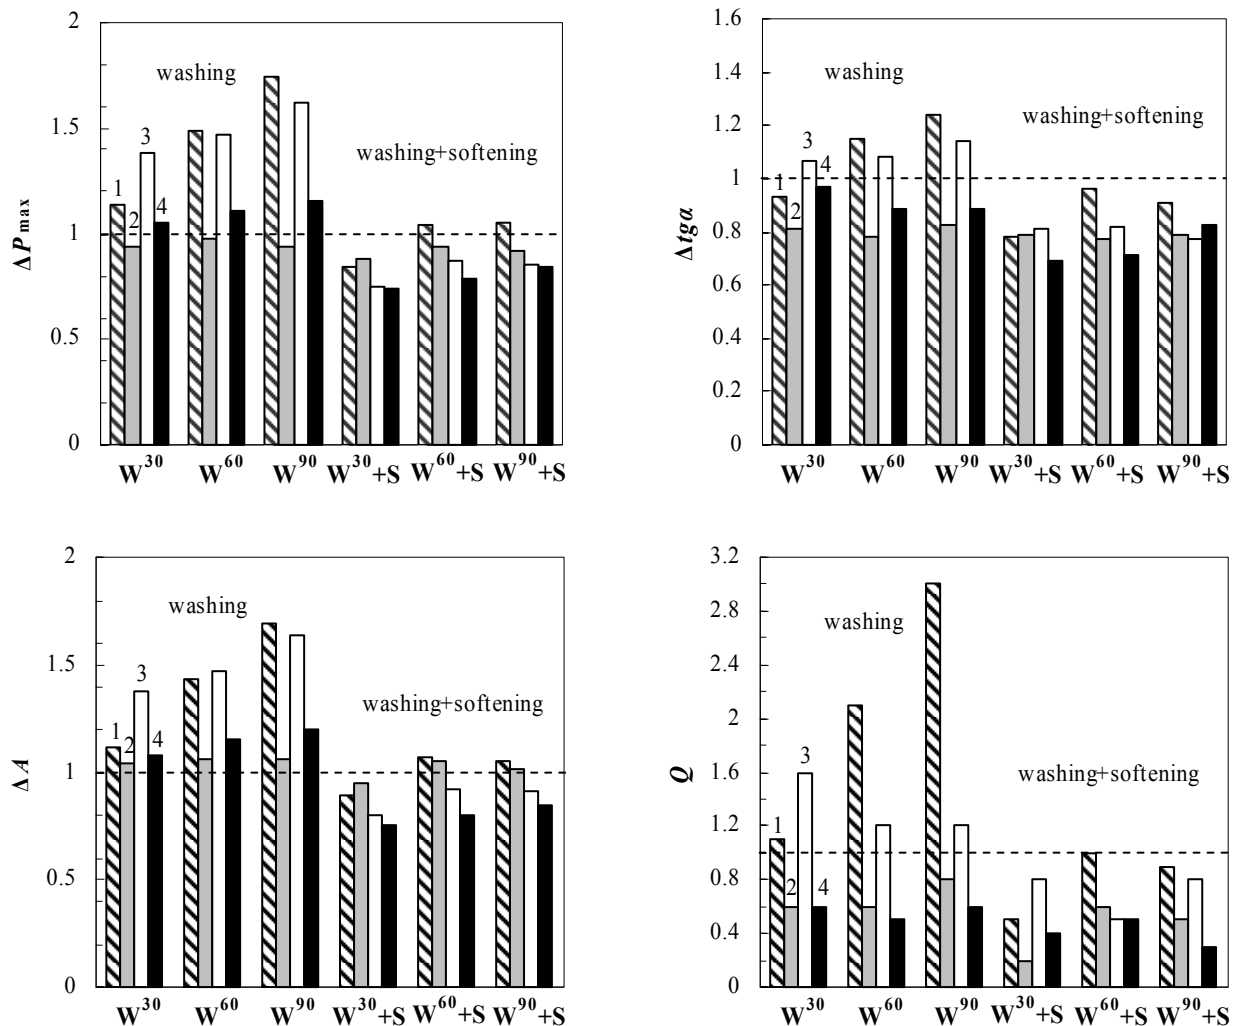 2
1.5
1
0.5
0
ΔP max
washing
washing+softening
1
2
3
4
W30
W60
W90
W30+S
W60+S
W90+S
1.6
1.4
1.2
1
0.8
0.6
0.4
0.2
0
Δtgα
washing
washing+softening
1
2
3
4
W30
W60
W90
W30+S
W60+S
W90+S
2
1.5
1
0.5
0
ΔA
washing
washing+softening
1
2
3
4
W30
W60
W90
W30+S
W60+S
W90+S
3.2
2.8
2.4
2
1.6
1.2
0.8
0.4
0
Q
washing
washing+softening
1
2
3
4
W30
W60
W90
W30+S
W60+S
W90+S